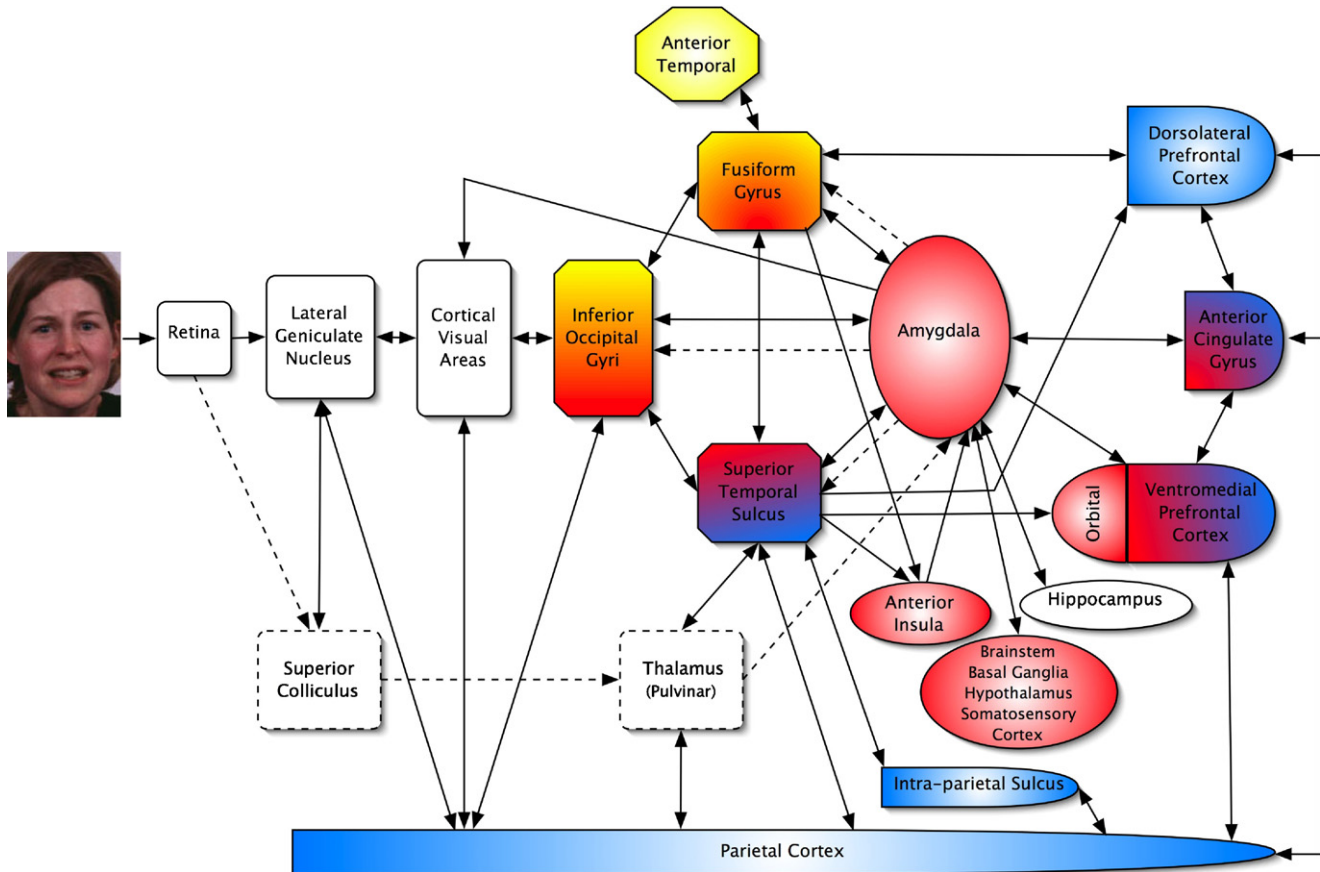 Anterior
Temporal
Fusiform
Gyrus
Dorsolateral
Prefrontal
Cortex
Retina
Lateral
Geniculate
Nucleus
Cortical
Visual
Areas
Inferior
Occipital
Gyri
Amygdala
Anterior
Cingulate
Gyrus
Superior
Temporal
Sulcus
Orbital
Ventromedial
Prefrontal
Cortex
Anterior
Insula
Hippocampus
Superior
Colliculus
Thalamus
(Pulvinar)
Brainstem
Basal Ganglia
Hypothalamus
Somatosensory
Cortex
Intra-parietal Sulcus
Parietal Cortex